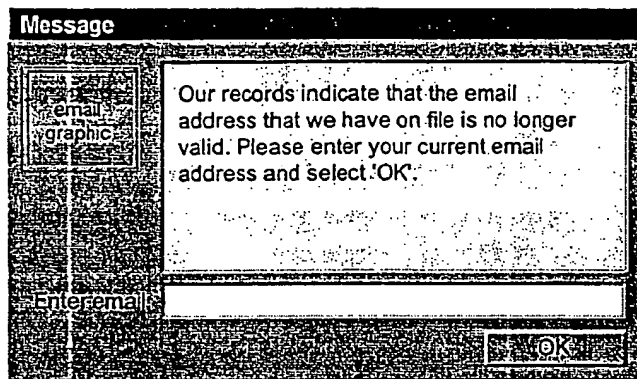 Message
email
graphic
Our records indicate that the email
address that we have on file is no longer
valid. Please enter your current email
address and select 'OK'.
Enter email:
OK